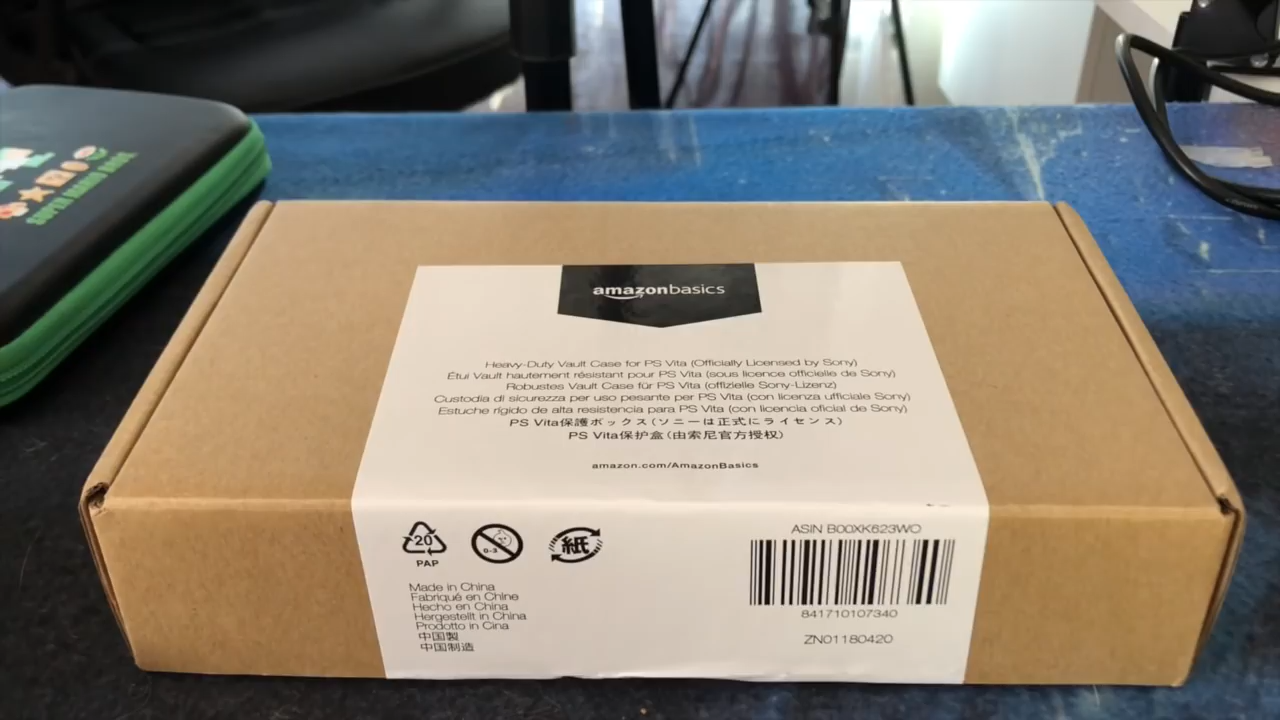 SUPER MARIO BROS
amazonbasics
Heavy-Duty Vault Case for PS Vita (Officially Licensed by Sony)
Étui Vault hautement résistant pour PS Vita (sous licence officielle de Sony)
Robustes Vault Case für PS Vita (offizielle Sony-Lizenz)
Custodia di sicurezza per uso pesante per PS Vita (con licenza ufficiale Sony)
Estuche rígido de alta resistencia para PS Vita (con licencia oficial de Sony)
PS Vita保護ボックス(ソニーは正式にライセンス)
PS Vita保护盒(由索尼官方授权)
amazon.com/AmazonBasics
20
PAP
0-3
紙
Made in China
Fabriqué en Chine
Hecho en China
Hergestellt in China
Prodotto in Cina
中国製
中国制造
ASIN B00XK623WO
841710107340
ZN01180420